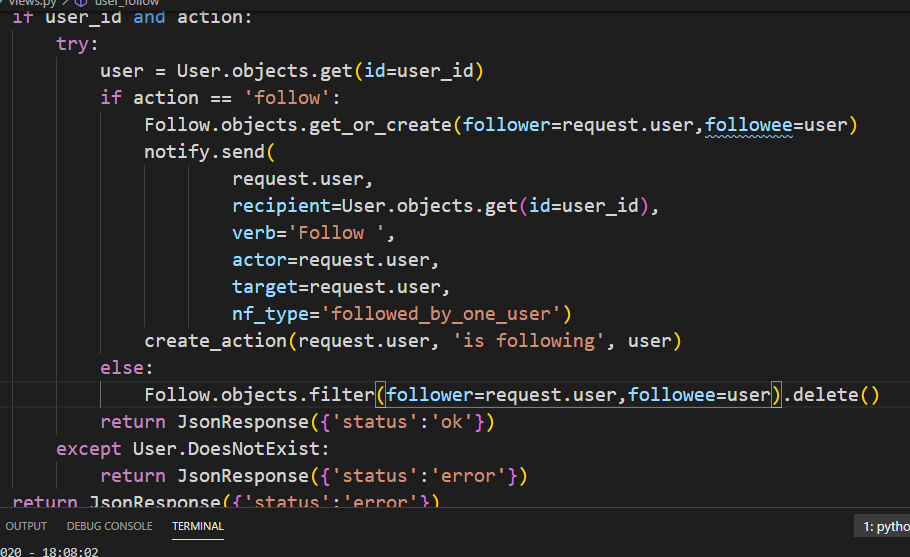 views.py > user_follow
if user_id and action:
    try:
        user = User.objects.get(id=user_id)
        if action == 'follow':
            Follow.objects.get_or_create(follower=request.user,followee=user)
            notify.send(
                    request.user,
                    recipient=User.objects.get(id=user_id),
                    verb='Follow ',
                    actor=request.user,
                    target=request.user,
                    nf_type='followed_by_one_user')
            create_action(request.user, 'is following', user)
        else:
            Follow.objects.filter(follower=request.user,followee=user).delete()
        return JsonResponse({'status':'ok'})
    except User.DoesNotExist:
        return JsonResponse({'status':'error'})
return JsonResponse({'status':'error'})
OUTPUT DEBUG CONSOLE TERMINAL 1: pytho
020 - 18:08:02